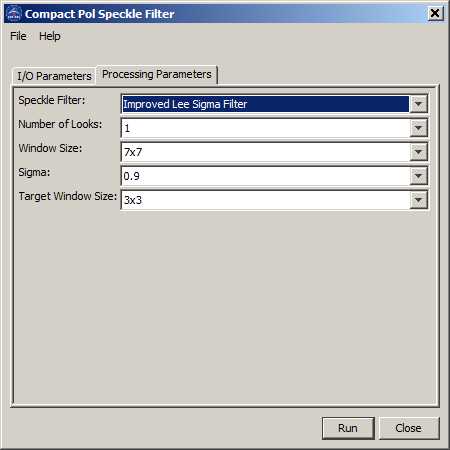 Compact Pol Speckle Filter
File Help
I/O Parameters Processing Parameters
Speckle Filter: Improved Lee Sigma Filter
Number of Looks: 1
Window Size: 7x7
Sigma: 0.9
Target Window Size: 3x3
Run Close